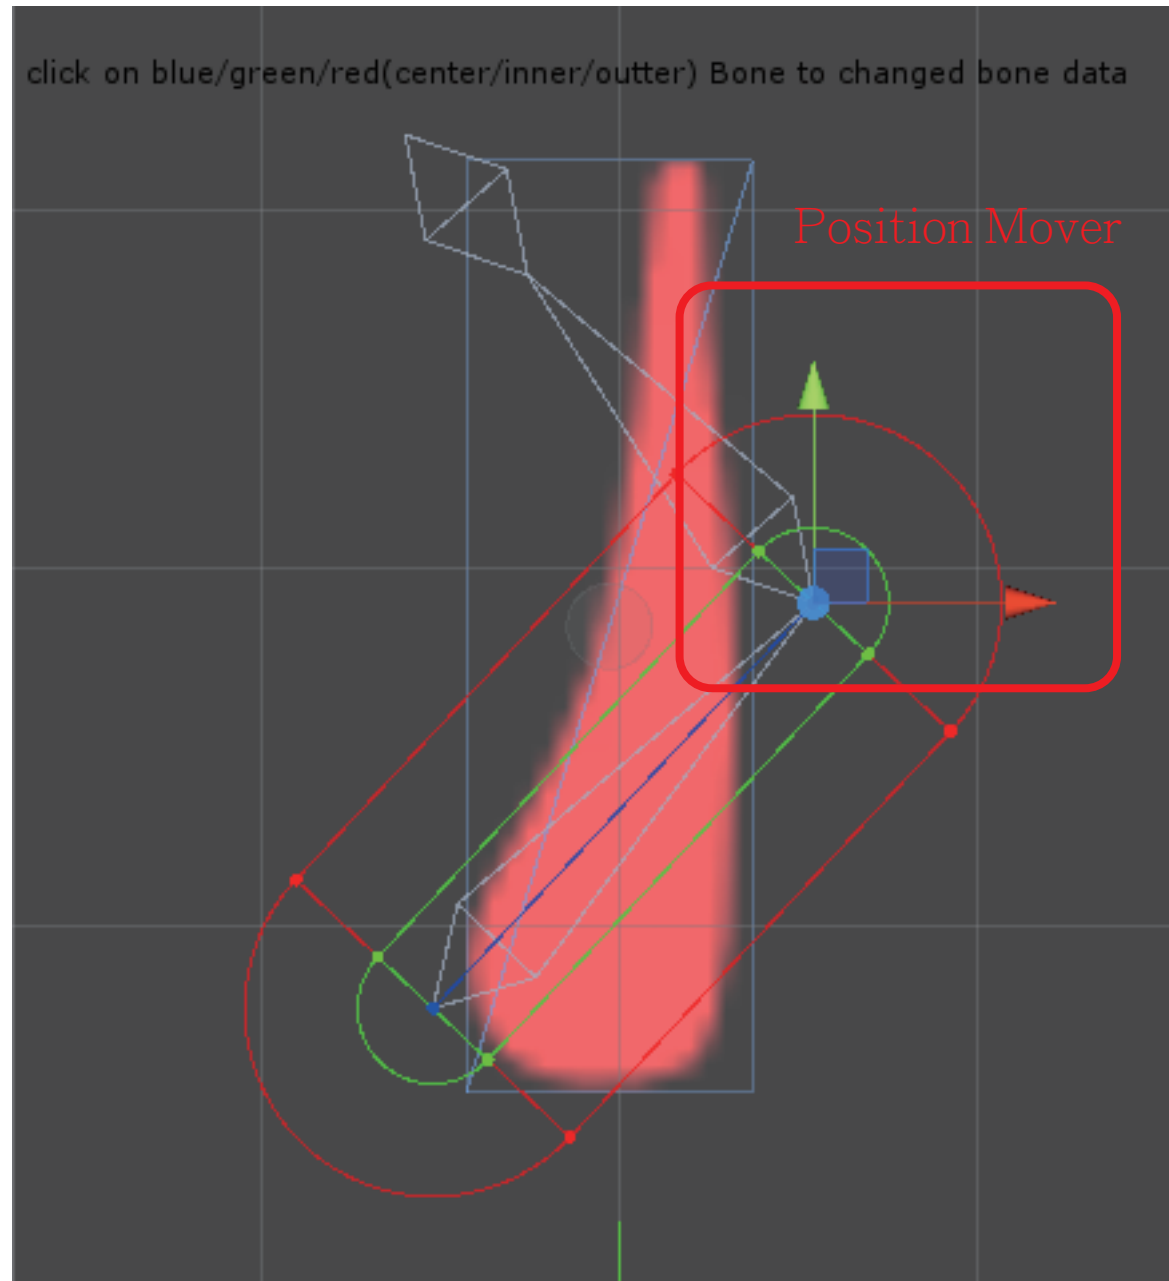 click on blue/green/red(center/inner/outter) Bone to changed bone data
Position Mover